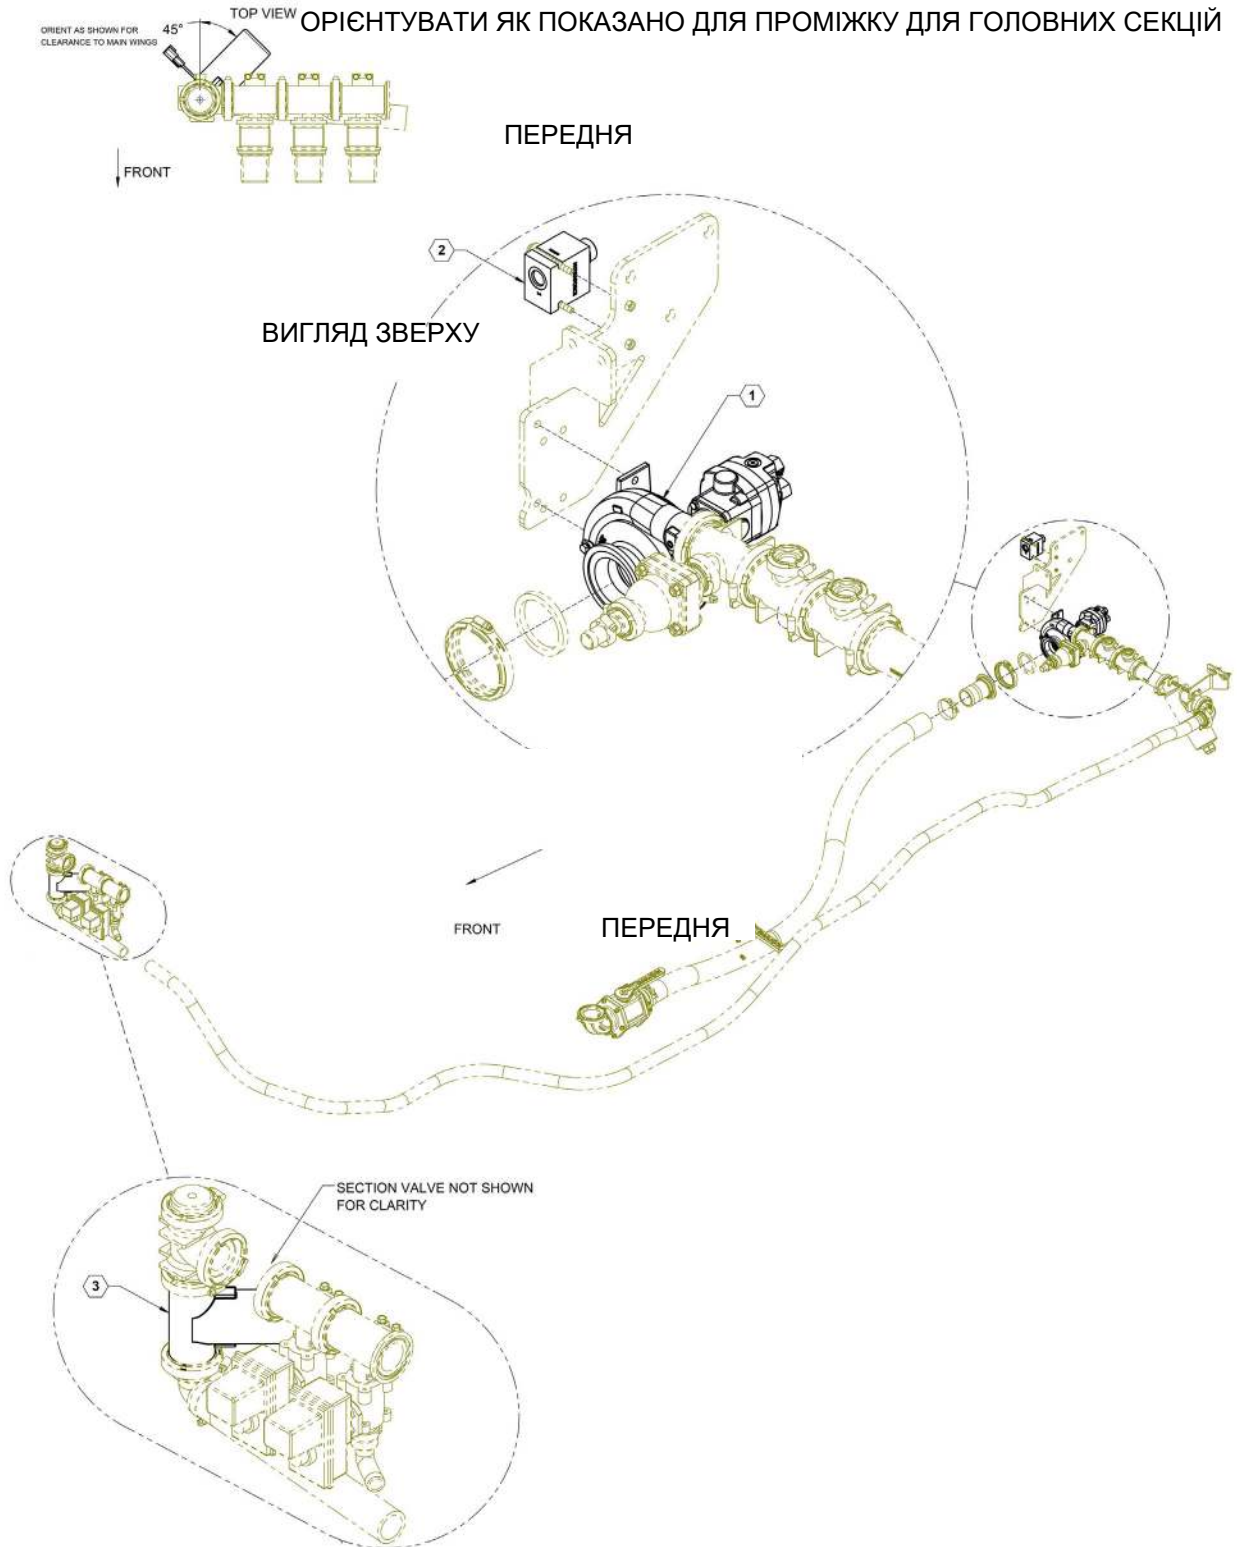 TOP VIEW
ОРІЄНТУВАТИ ЯК ПОКАЗАНО ДЛЯ ПРОМІЖКУ ДЛЯ ГОЛОВНИХ СЕКЦІЙ
ORIENT AS SHOWN FOR
CLEARANCE TO MAIN WINGS
45°
ПЕРЕДНЯ
FRONT
2
ВИГЛЯД ЗВЕРХУ
1
FRONT
ПЕРЕДНЯ
SECTION VALVE NOT SHOWN
FOR CLARITY
3